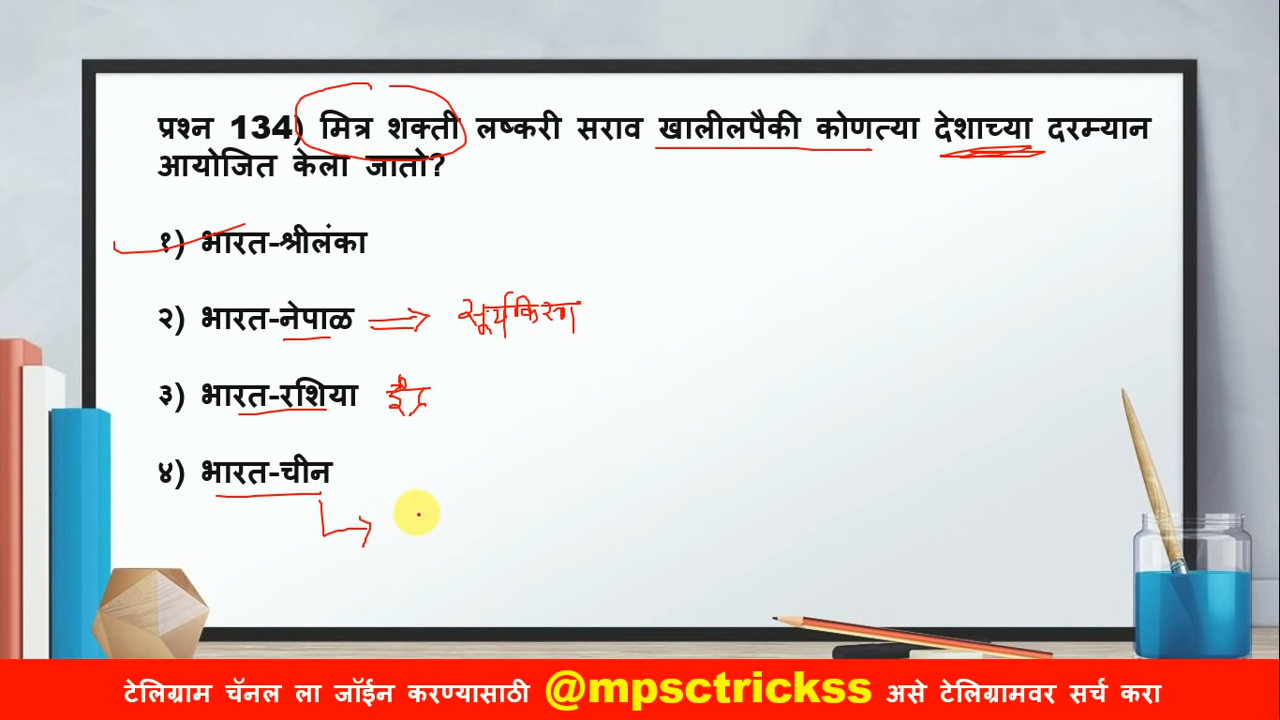 प्रश्न 134) मित्र शक्ती लष्करी सराव खालीलपैकी कोणत्या देशाच्या दरम्यान
आयोजित केला जातो?
१) भारत-श्रीलंका
२) भारत-नेपाळ सूर्यकिरण
३) भारत-रशिया
४) भारत-चीन
टेलिग्राम चॅनल ला जॉईन करण्यासाठी @mpsctrickss असे टेलिग्रामवर सर्च करा